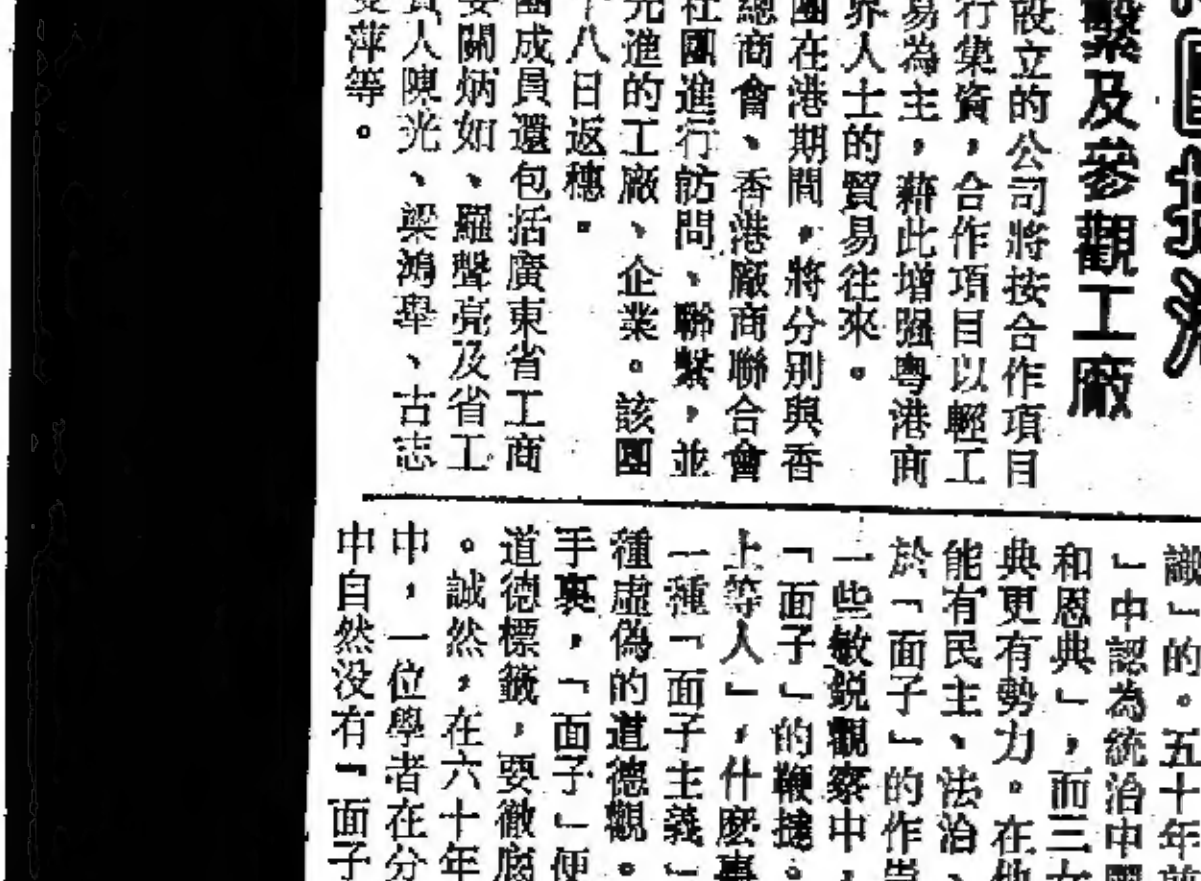 繫及參觀工廠
設立的公司將按合作項目
行集資，合作項目以輕工
易為主，藉此增強粵港商
界人士的貿易往來。
團在港期間，將分別與香
總商會、香港廠商聯合會
社團進行訪問、聯繫，並
先進的工廠、企業。該團
十八日返穗。
團成員還包括廣東省工商
委關炳如、羅聲亮及省工
負人陳光、梁鴻舉、古志
萍等。
識」的。五十年前
」中認為統治中國
和恩典」，而三女
典更有勢力。在他
能有民主、法治、
於「面子」的作祟
一些敏銳觀察中，
「面子」的鞭撻。
上等人」，什麼事
一種「面子主義」
種虛偽的道德觀。
手裏，「面子」便
道德標籤，要徹腐
。誠然，在六十年
中，一位學者在分
中自然没有「面子